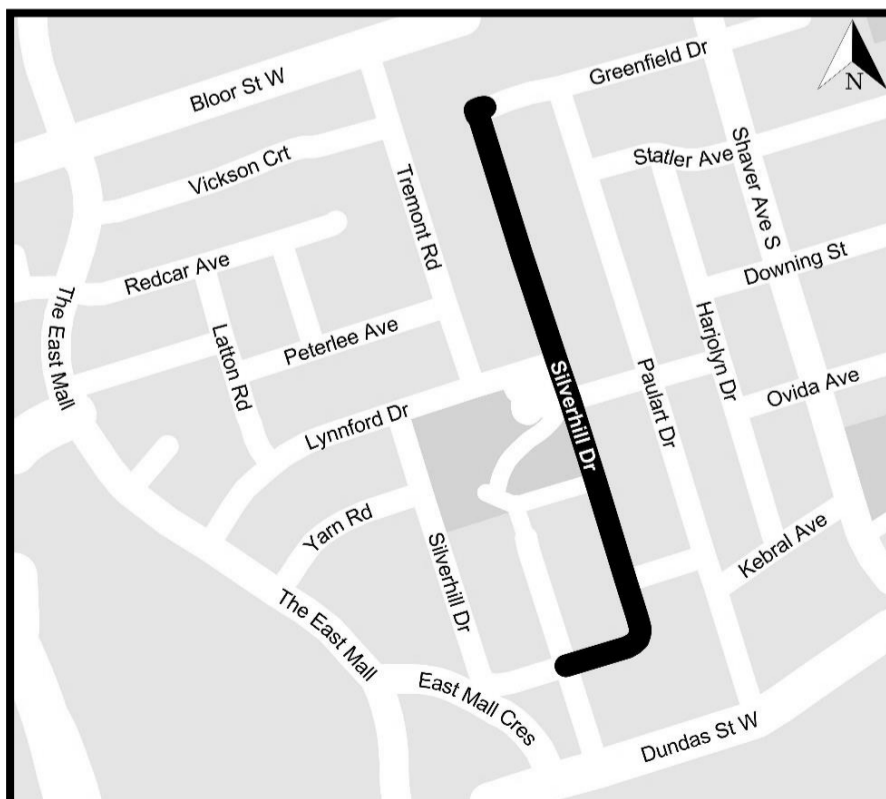 Greenfield Dr
N
Bloor St W
Statler Ave
Shaver Ave S
Vickson Crt
Tremont Rd
Downing St
Redcar Ave
The East Mall
Latton Rd
Peterlee Ave
Harjolyn Dr
Ovida Ave
Paulart Dr
Silverhill Dr
Lynnford Dr
Yarn Rd
Silverhill Dr
Kebral Ave
The East Mall
East Mall Cres
Dundas St W